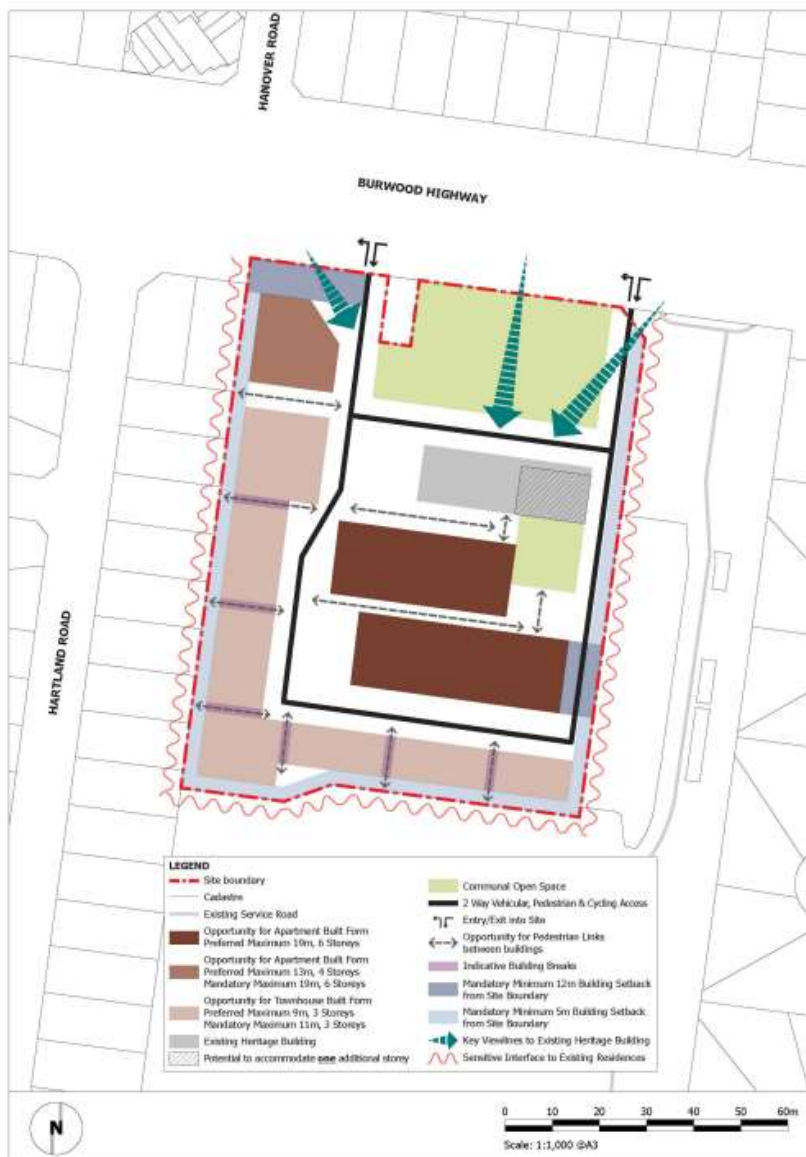 HANOVER ROAD
BURWOOD HIGHWAY
HARTLAND ROAD
LEGEND
Site boundary
Cadastre
Existing Service Road
Opportunity for Apartment Built Form
Preferred Maximum 19m, 6 Storeys
Opportunity for Apartment Built Form
Preferred Maximum 13m, 4 Storeys
Mandatory Maximum 19m, 6 Storeys
Opportunity for Townhouse Built Form
Preferred Maximum 9m, 3 Storeys
Mandatory Maximum 11m, 3 Storeys
Existing Heritage Building
Potential to accommodate one additional storey
Communal Open Space
2 Way Vehicular, Pedestrian & Cycling Access
Entry/Exit into Site
Opportunity for Pedestrian Links
between buildings
Indicative Building Breaks
Mandatory Minimum 12m Building Setback
from Site Boundary
Mandatory Minimum 5m Building Setback
from Site Boundary
Key Viewlines to Existing Heritage Building
Sensitive Interface to Existing Residences
N
0 10 20 30 40 50 60m
Scale: 1:1,000 @A3